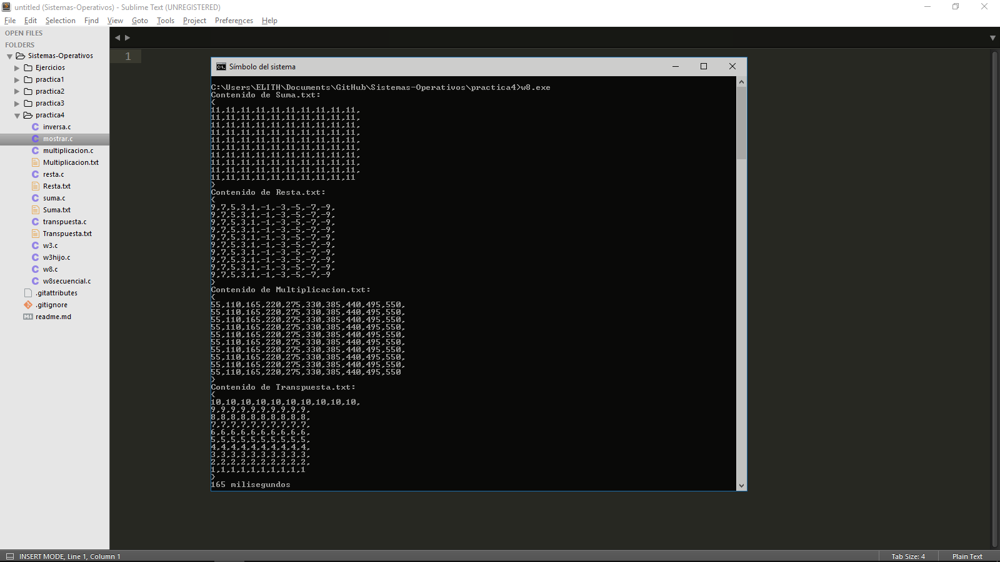 untitled (Sistemas-Operativos) - Sublime Text (UNREGISTERED)
File Edit Selection Find View Goto Tools Project Preferences Help
OPEN FILES
FOLDERS
Sistemas-Operativos
Ejercicios
practica1
practica2
practica3
practica4
inversa.c
mostrar.c
multiplicacion.c
Multiplicacion.txt
resta.c
Resta.txt
suma.c
Suma.txt
transpuesta.c
Transpuesta.txt
w3.c
w3hijo.c
w8.c
w8secuencial.c
.gitattributes
.gitignore
readme.md
1
Símbolo del sistema
C:\Users\ELITH\Documents\GitHub\Sistemas-Operativos\practica4>w8.exe
Contenido de Suma.txt:
{
11,11,11,11,11,11,11,11,11,11,
11,11,11,11,11,11,11,11,11,11,
11,11,11,11,11,11,11,11,11,11,
11,11,11,11,11,11,11,11,11,11,
11,11,11,11,11,11,11,11,11,11,
11,11,11,11,11,11,11,11,11,11,
11,11,11,11,11,11,11,11,11,11,
11,11,11,11,11,11,11,11,11,11,
11,11,11,11,11,11,11,11,11,11,
11,11,11,11,11,11,11,11,11,11
}
Contenido de Resta.txt:
{
9,7,5,3,1,-1,-3,-5,-7,-9,
9,7,5,3,1,-1,-3,-5,-7,-9,
9,7,5,3,1,-1,-3,-5,-7,-9,
9,7,5,3,1,-1,-3,-5,-7,-9,
9,7,5,3,1,-1,-3,-5,-7,-9,
9,7,5,3,1,-1,-3,-5,-7,-9,
9,7,5,3,1,-1,-3,-5,-7,-9,
9,7,5,3,1,-1,-3,-5,-7,-9,
9,7,5,3,1,-1,-3,-5,-7,-9,
9,7,5,3,1,-1,-3,-5,-7,-9
}
Contenido de Multiplicacion.txt:
{
55,110,165,220,275,330,385,440,495,550,
55,110,165,220,275,330,385,440,495,550,
55,110,165,220,275,330,385,440,495,550,
55,110,165,220,275,330,385,440,495,550,
55,110,165,220,275,330,385,440,495,550,
55,110,165,220,275,330,385,440,495,550,
55,110,165,220,275,330,385,440,495,550,
55,110,165,220,275,330,385,440,495,550,
55,110,165,220,275,330,385,440,495,550,
55,110,165,220,275,330,385,440,495,550
}
Contenido de Transpuesta.txt:
{
10,10,10,10,10,10,10,10,10,10,
9,9,9,9,9,9,9,9,9,9,
8,8,8,8,8,8,8,8,8,8,
7,7,7,7,7,7,7,7,7,7,
6,6,6,6,6,6,6,6,6,6,
5,5,5,5,5,5,5,5,5,5,
4,4,4,4,4,4,4,4,4,4,
3,3,3,3,3,3,3,3,3,3,
2,2,2,2,2,2,2,2,2,2,
1,1,1,1,1,1,1,1,1,1
}
165 milisegundos
INSERT MODE, Line 1, Column 1
Tab Size: 4
Plain Text